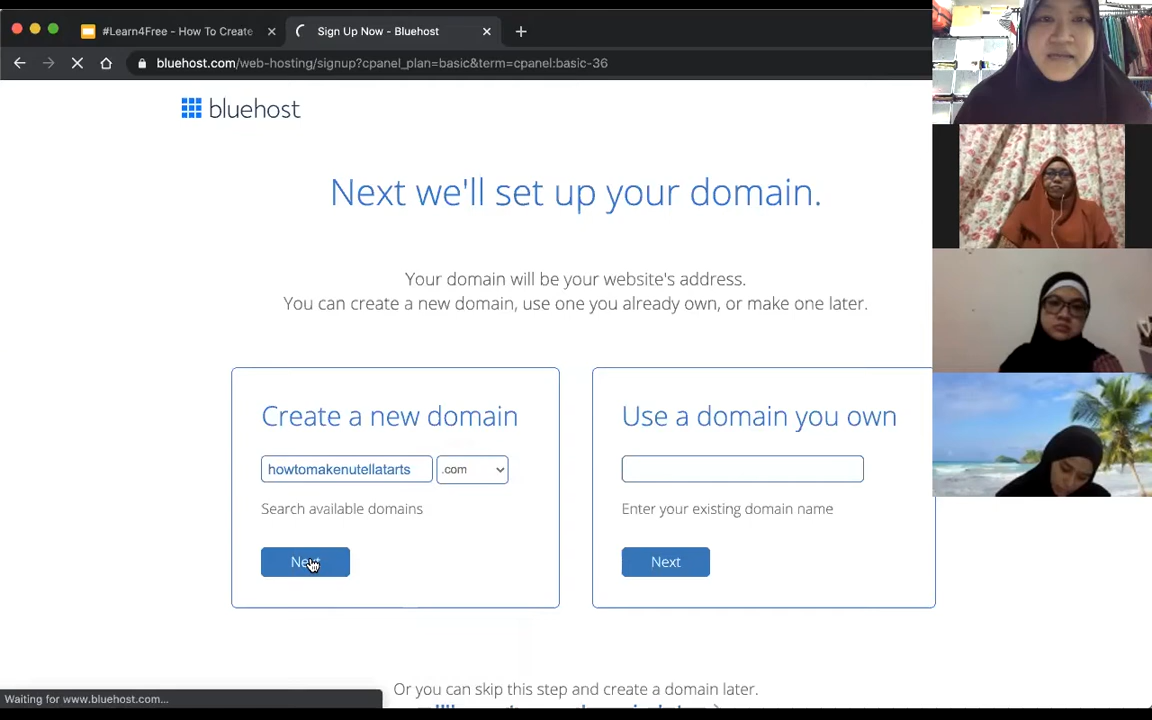 #Learn4Free - How To Create
Sign Up Now - Bluehost
bluehost.com/web-hosting/signup?cpanel_plan=basic&term=cpanel:basic-36
bluehost
Next we'll set up your domain.
Your domain will be your website's address.
You can create a new domain, use one you already own, or make one later.
Create a new domain
howtomakenutellatarts
.com
Search available domains
Next
Use a domain you own
Enter your existing domain name
Next
Or you can skip this step and create a domain later.
Waiting for www.bluehost.com...